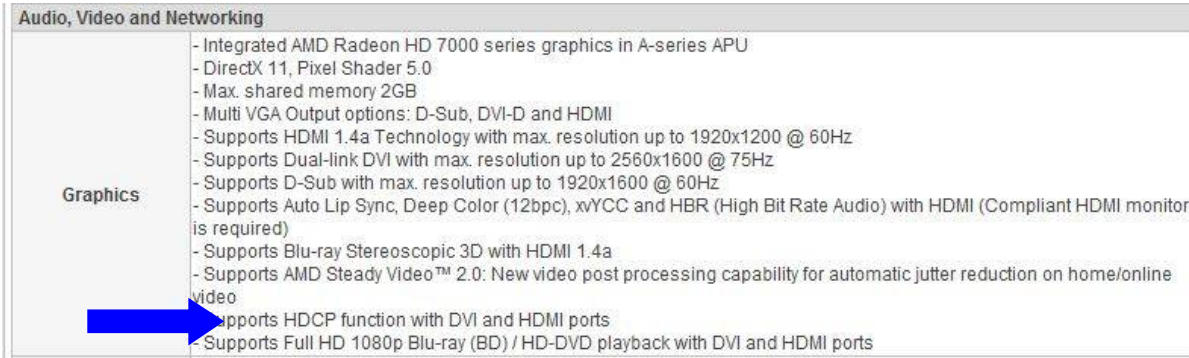 Audio, Video and Networking
Graphics
- Integrated AMD Radeon HD 7000 series graphics in A-series APU
- DirectX 11, Pixel Shader 5.0
- Max. shared memory 2GB
- Multi VGA Output options: D-Sub, DVI-D and HDMI
- Supports HDMI 1.4a Technology with max. resolution up to 1920x1200 @ 60Hz
- Supports Dual-link DVI with max. resolution up to 2560x1600 @ 75Hz
- Supports D-Sub with max. resolution up to 1920x1600 @ 60Hz
- Supports Auto Lip Sync, Deep Color (12bpc), xvYCC and HBR (High Bit Rate Audio) with HDMI (Compliant HDMI monitor
is required)
- Supports Blu-ray Stereoscopic 3D with HDMI 1.4a
- Supports AMD Steady Video™ 2.0: New video post processing capability for automatic jutter reduction on home/online
video
upports HDCP function with DVI and HDMI ports
- Supports Full HD 1080p Blu-ray (BD) / HD-DVD playback with DVI and HDMI ports